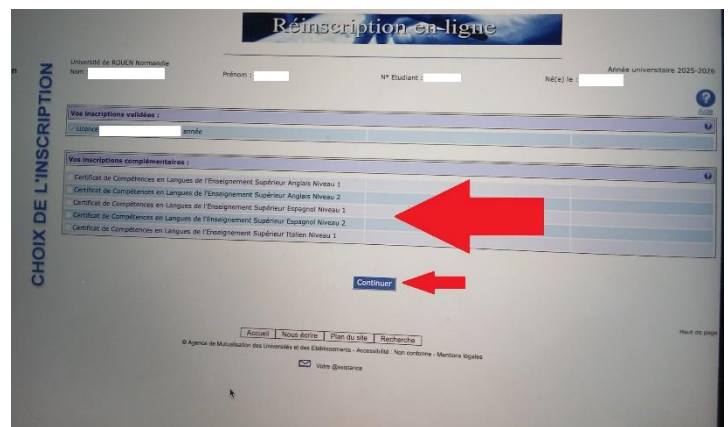 Réinscription en-ligne
Université de ROUEN Normandie
Année universitaire 2025-2026
Nom :
Prénom :
N° Etudiant :
Né(e) le :
Aide
CHOIX DE L'INSCRIPTION
Vos inscriptions validées :
Licence année
Vos inscriptions complémentaires :
Certificat de Compétences en Langues de l'Enseignement Supérieur Anglais Niveau 1
Certificat de Compétences en Langues de l'Enseignement Supérieur Anglais Niveau 2
Certificat de Compétences en Langues de l'Enseignement Supérieur Espagnol Niveau 1
Certificat de Compétences en Langues de l'Enseignement Supérieur Espagnol Niveau 2
Certificat de Compétences en Langues de l'Enseignement Supérieur Italien Niveau 1
Continuer
Accueil Nous écrire Plan du site Recherche
Haut de page
© Agence de Mutualisation des Universités et des Etablissements - Accessibilité : Non conforme - Mentions légales
Votre @ssistance